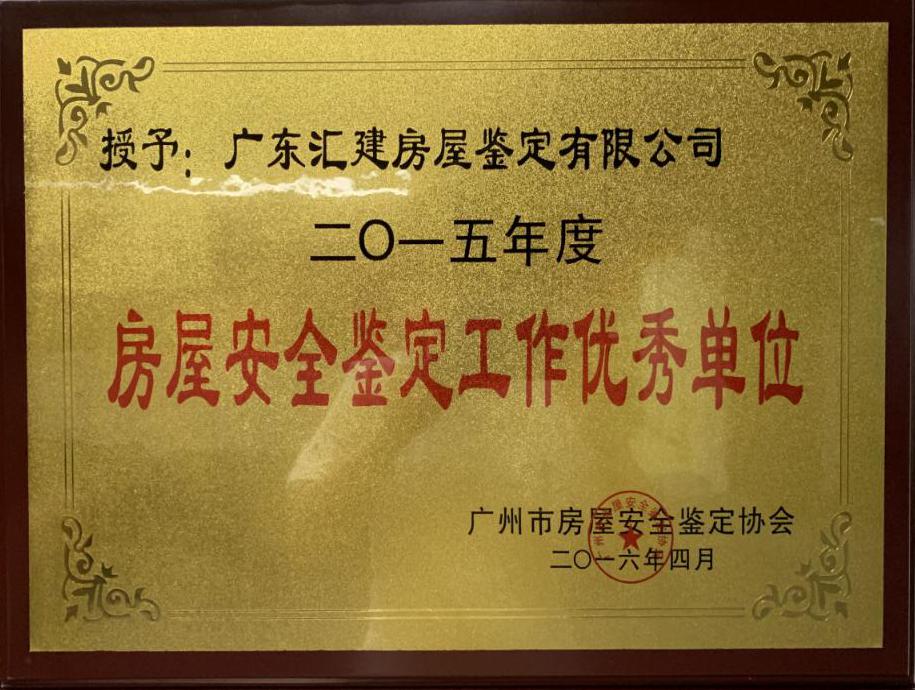 授予：广东汇建房屋鉴定有限公司
二〇一五年度
房屋安全鉴定工作优秀单位
广州市房屋安全鉴定协会
二〇一六年四月